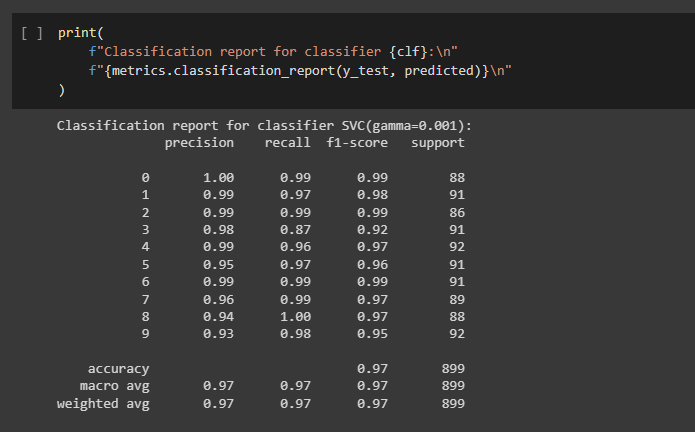 [ ] print(
f"Classification report for classifier {clf}:\n"
f"{metrics.classification_report(y_test, predicted)}\n"
)
Classification report for classifier SVC(gamma=0.001):
precision recall f1-score support
0 1.00 0.99 0.99 88
1 0.99 0.97 0.98 91
2 0.99 0.99 0.99 86
3 0.98 0.87 0.92 91
4 0.99 0.96 0.97 92
5 0.95 0.97 0.96 91
6 0.99 0.99 0.99 91
7 0.96 0.99 0.97 89
8 0.94 1.00 0.97 88
9 0.93 0.98 0.95 92
accuracy 0.97 899
macro avg 0.97 0.97 0.97 899
weighted avg 0.97 0.97 0.97 899